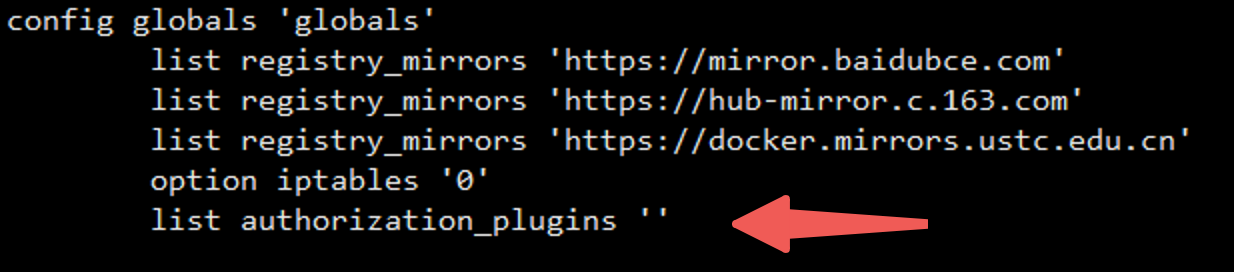 config globals 'globals'
list registry_mirrors 'https://mirror.baidubce.com'
list registry_mirrors 'https://hub-mirror.c.163.com'
list registry_mirrors 'https://docker.mirrors.ustc.edu.cn'
option iptables '0'
list authorization_plugins ''